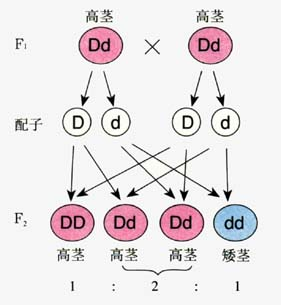 高茎 高茎
F₁ Dd × Dd
配子 D d D d
F₂ DD Dd Dd dd
高茎 高茎 高茎 矮茎
1 : 2 : 1